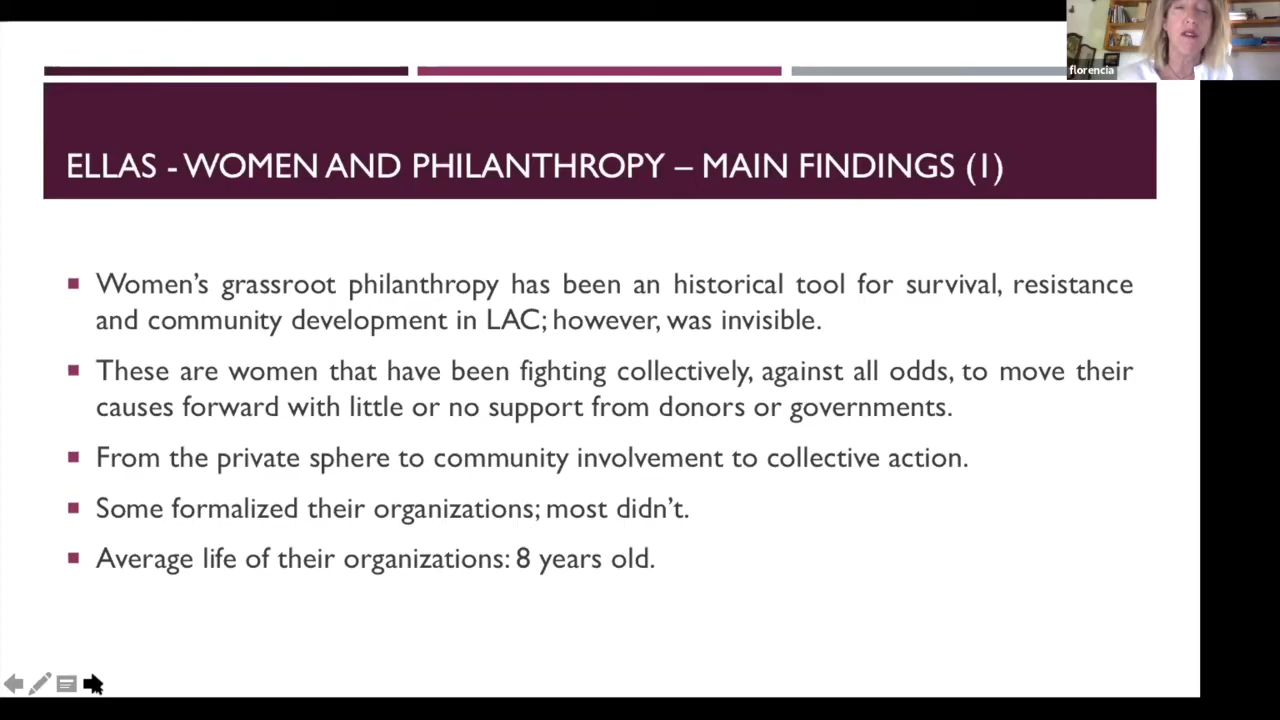 florencia
ELLAS - WOMEN AND PHILANTHROPY – MAIN FINDINGS (1)
Women's grassroot philanthropy has been an historical tool for survival, resistance
and community development in LAC; however, was invisible.
These are women that have been fighting collectively, against all odds, to move their
causes forward with little or no support from donors or governments.
From the private sphere to community involvement to collective action.
Some formalized their organizations; most didn't.
Average life of their organizations: 8 years old.